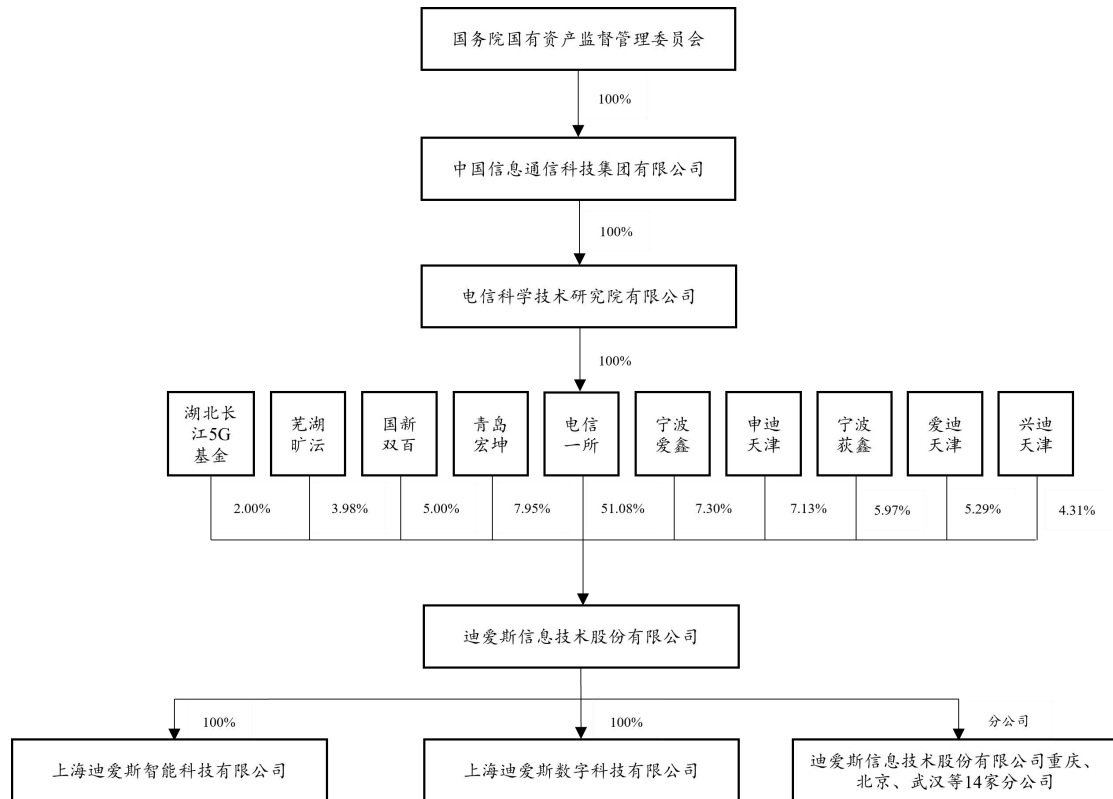 国务院国有资产监督管理委员会
100%
中国信息通信科技集团有限公司
100%
电信科学技术研究院有限公司
100%
湖北长
江5G
基金
芜湖
旷沄
国新
双百
青岛
宏坤
电信
一所
宁波
爱鑫
申迪
天津
宁波
荻鑫
爱迪
天津
兴迪
天津
2.00%
3.98%
5.00%
7.95%
51.08%
7.30%
7.13%
5.97%
5.29%
4.31%
迪爱斯信息技术股份有限公司
100%
100%
分公司
上海迪爱斯智能科技有限公司
上海迪爱斯数字科技有限公司
迪爱斯信息技术股份有限公司重庆、
北京、武汉等14家分公司